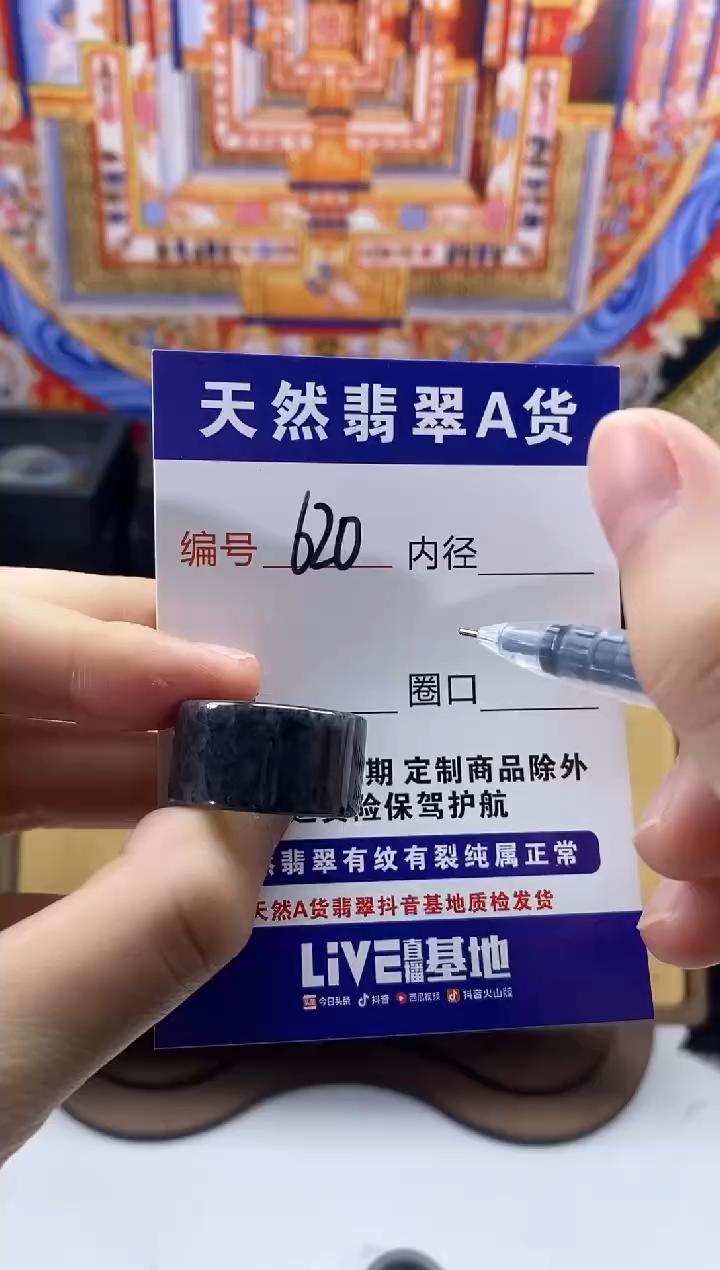 天然翡翠A货
编号 620 内径
圈口
期 定制商品除外
险保驾护航
翡翠有纹有裂纯属正常
天然A货翡翠抖音基地质检发货
LiVE直播基地
今日头条 抖音 西瓜视频 抖音火山版